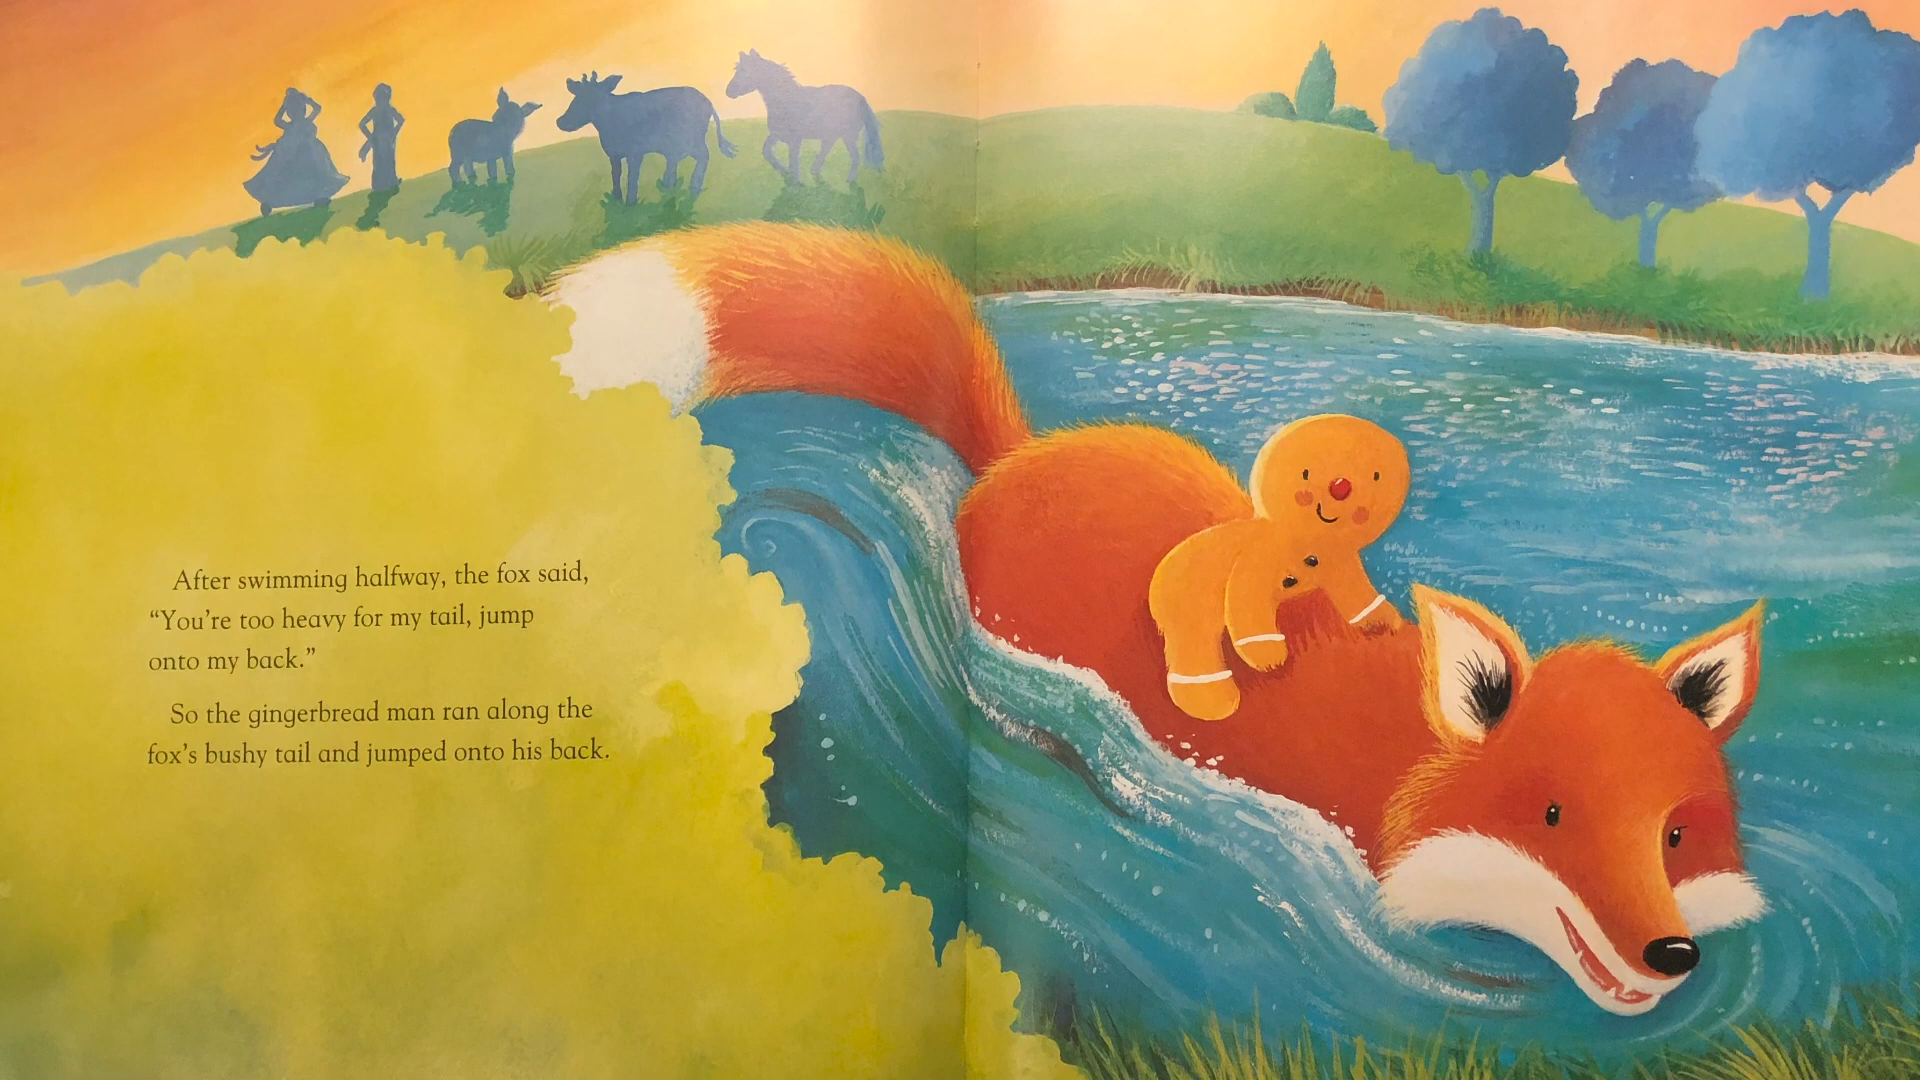 After swimming halfway, the fox said,
“You’re too heavy for my tail, jump
onto my back.”
So the gingerbread man ran along the
fox’s bushy tail and jumped onto his back.